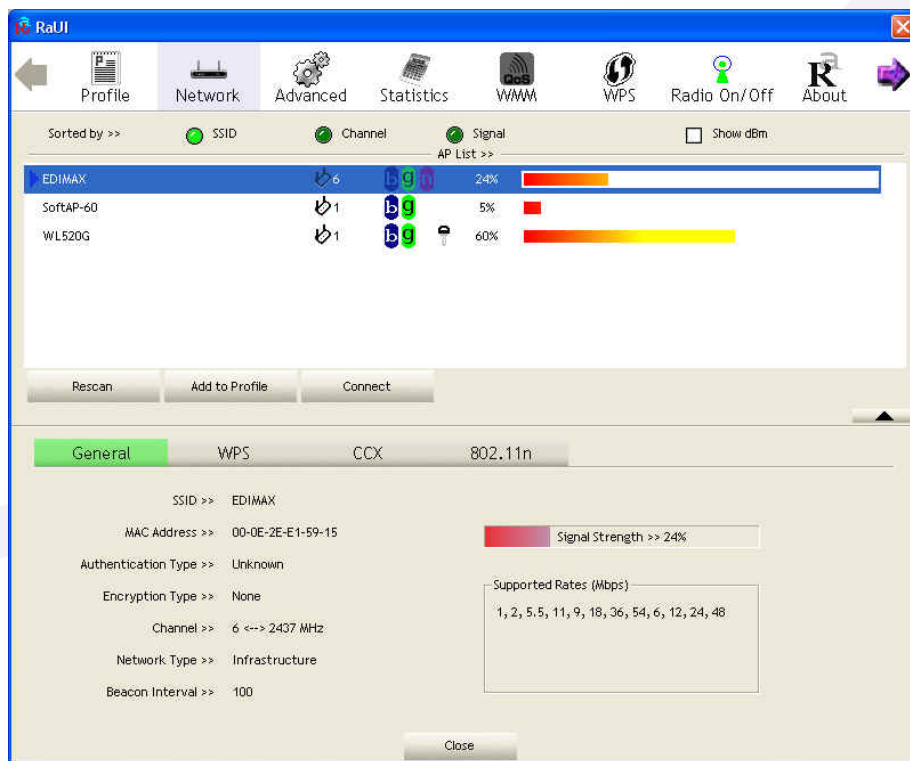 RaUI
Profile Network Advanced Statistics QoS WMM WPS Radio On/Off About
Sorted by >> SSID Channel Signal Show dBm
AP List >>
EDIMAX 6 b g n 24%
SoftAP-60 1 b g 5%
WL520G 1 b g 60%
Rescan Add to Profile Connect
General WPS CCX 802.11n
SSID >> EDIMAX
MAC Address >> 00-0E-2E-E1-59-15
Signal Strength >> 24%
Authentication Type >> Unknown
Supported Rates (Mbps)
Encryption Type >> None
1, 2, 5.5, 11, 9, 18, 36, 54, 6, 12, 24, 48
Channel >> 6 <--> 2437 MHz
Network Type >> Infrastructure
Beacon Interval >> 100
Close